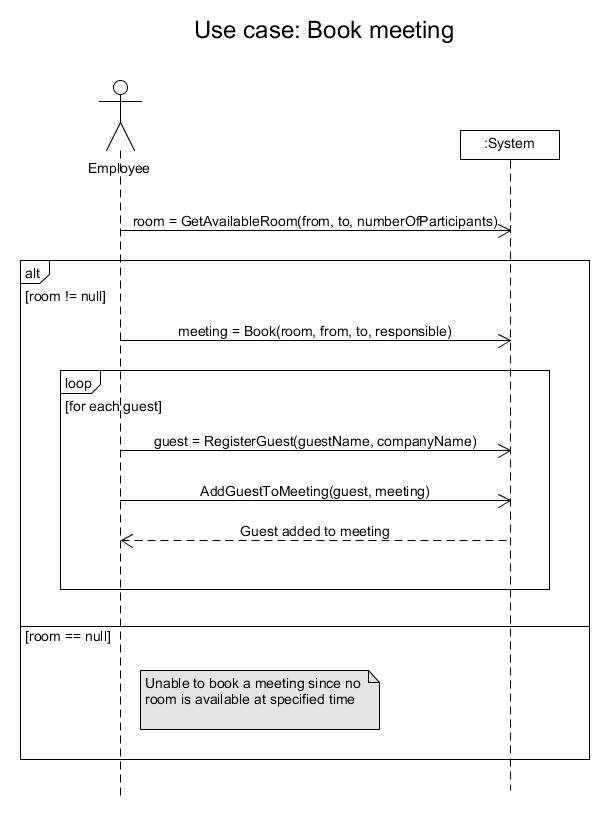 Use case: Book meeting
Employee
:System
room = GetAvailableRoom(from, to, numberOfParticipants)
alt
[room != null]
meeting = Book(room, from, to, responsible)
loop
[for each guest]
guest = RegisterGuest(guestName, companyName)
AddGuestToMeeting(guest, meeting)
Guest added to meeting
[room == null]
Unable to book a meeting since no
room is available at specified time